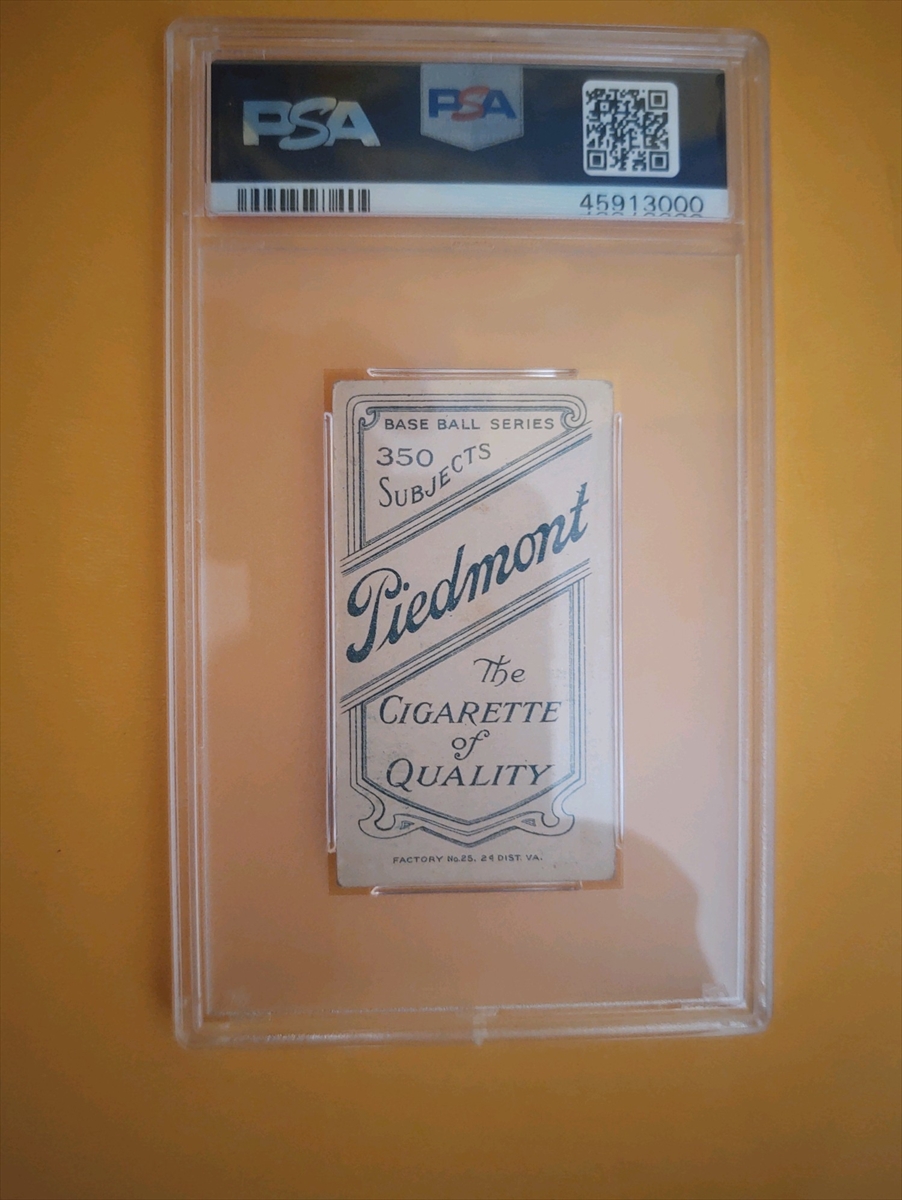 PSA PSA
45913000
BASE BALL SERIES
350
SUBJECTS
Piedmont
The
CIGARETTE
of
QUALITY
FACTORY No.25. 2d DIST. VA.